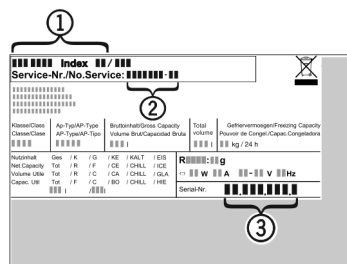 1
Index /
Service-Nr./No.Service: -
2
Klasse/Class Ap-Typ/AP-Type Bruttoinhalt/Gross Capacity Total Gefriervermoegen/Freezing Capacity
Classe/Clase AP-Type/AP-Tipo Volume Brut/Capacidad Bruta volume Pouvoir de Congel./Capac.Congeladora
l l kg / 24 h
Nutzinhalt Ges / K / G / KE / KALT / EIS
Net.Capacity Tot / R / F / CE / CHILL / ICE
Volume Utile Tot / R / C / CA / CHILL / GLA
Capac. Util Tot / F / C / BO / CHILL / HIE
l / l
R : g
W A - V Hz
Serial-Nr. . . .
3